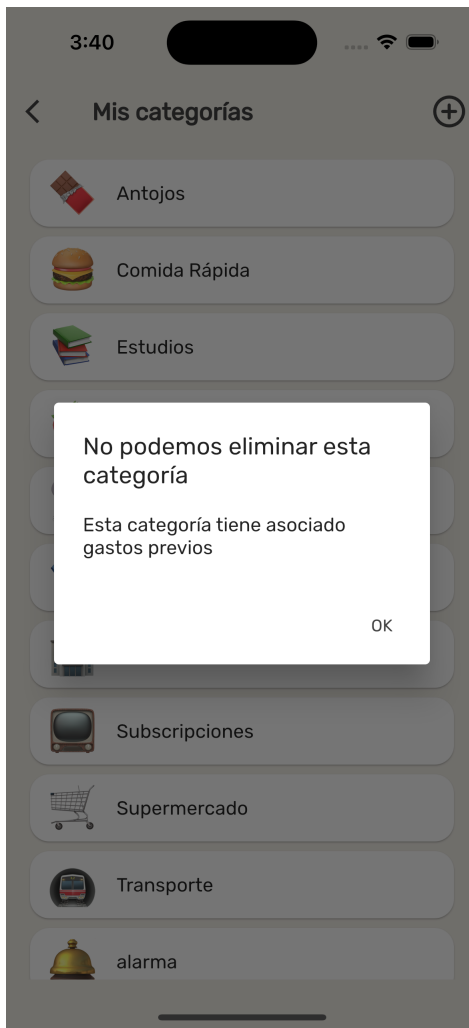 3:40
Mis categorías
Antojos
Comida Rápida
Estudios
No podemos eliminar esta
categoría
Esta categoría tiene asociado
gastos previos
OK
Subscripciones
Supermercado
Transporte
alarma